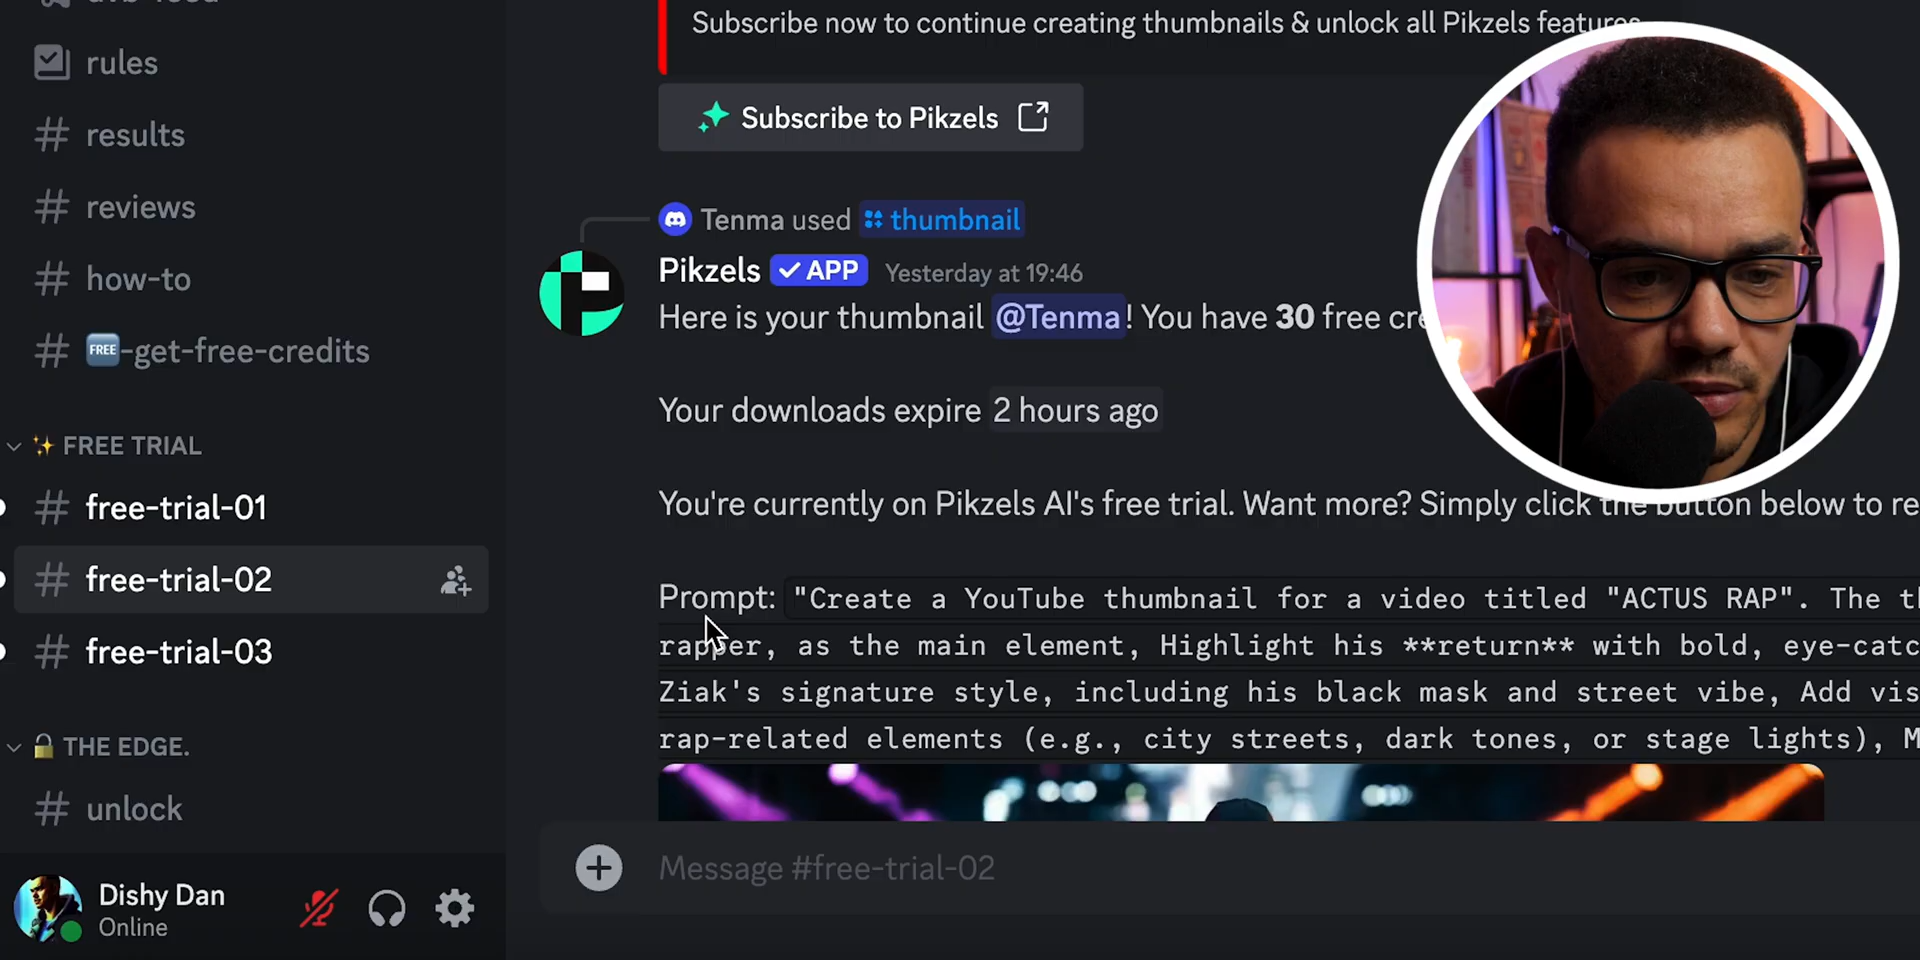 rules
results
reviews
how-to
FREE-get-free-credits
FREE TRIAL
free-trial-01
free-trial-02
free-trial-03
THE EDGE.
unlock
Dishy Dan
Online
Subscribe now to continue creating thumbnails & unlock all Pikzels features
Subscribe to Pikzels
Tenma used thumbnail
Pikzels APP Yesterday at 19:46
Here is your thumbnail @Tenma! You have 30 free
Your downloads expire 2 hours ago
You're currently on Pikzels AI's free trial. Want more? Simply click the button below to
Prompt: "Create a YouTube thumbnail for a video titled "ACTUS RAP". The
rapper, as the main element, Highlight his **return** with bold,
Ziak's signature style, including his black mask and street vibe, Add
rap-related elements (e.g., city streets, dark tones, or stage lights),
Message #free-trial-02